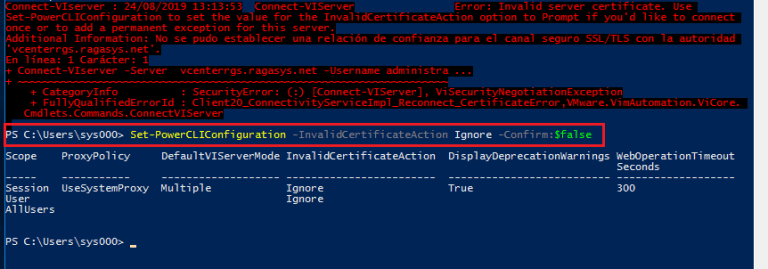 Connect-VIServer : 24/08/2019 13:13:53  Connect-VIServer          Error: Invalid server certificate. Use
Set-PowerCLIConfiguration to set the value for the InvalidCertificateAction option to Prompt if you'd like to connect
once or to add a permanent exception for this server.
Additional Information: No se pudo establecer una relación de confianza para el canal seguro SSL/TLS con la autoridad
'vcenterrgs.ragasys.net'.
En línea: 1 Carácter: 1
+ Connect-VIserver -Server  vcenterrgs.ragasys.net -Username administra ...
+ ~~~~~~~~~~~~~~~~~~~~~~~~~~~~~~~~~~~~~~~~~~~~~~~~~~~~~~~~~~~~~~~~~
    + CategoryInfo          : SecurityError: (:) [Connect-VIServer], ViSecurityNegotiationException
    + FullyQualifiedErrorId : Client20_ConnectivityServiceImpl_Reconnect_CertificateError,VMware.VimAutomation.ViCore.
   Cmdlets.Commands.ConnectVIServer
PS C:\Users\sys000> Set-PowerCLIConfiguration -InvalidCertificateAction Ignore -Confirm:$false
Scope    ProxyPolicy     DefaultVIServerMode InvalidCertificateAction  DisplayDeprecationWarnings WebOperationTimeout
Seconds
-----    -----------     ------------------- ------------------------  -------------------------- -------------------
Session  UseSystemProxy  Multiple            Ignore                    True                       300
User                                         Ignore
AllUsers
PS C:\Users\sys000> _